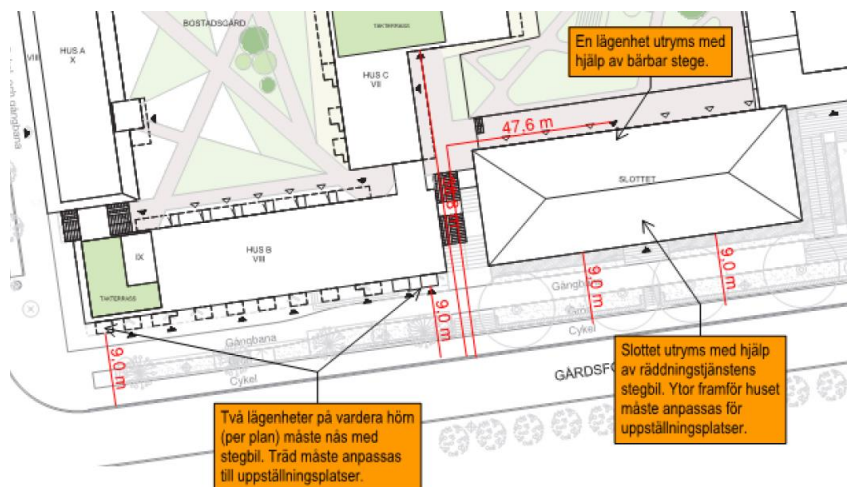 BOSTADSGÅRD
TAKTERRASS
HUS A
X
VIII
HUS C
VII
En lägenhet utryms med
hjälp av bärbar stege.
47.6 m
SLOTTET
IX
HUS B
VIII
TAKTERRASS
9.0 m
9.0 m
9.0 m
9.0 m
Gångbana
Cykel
Cykel
Slottet utryms med hjälp
av räddningstjänstens
stegbil. Ytor framför huset
måste anpassas för
uppställningsplatser.
Två lägenheter på vardera hörn
(per plan) måste nås med
stegbil. Träd måste anpassas
till uppställningsplatser.